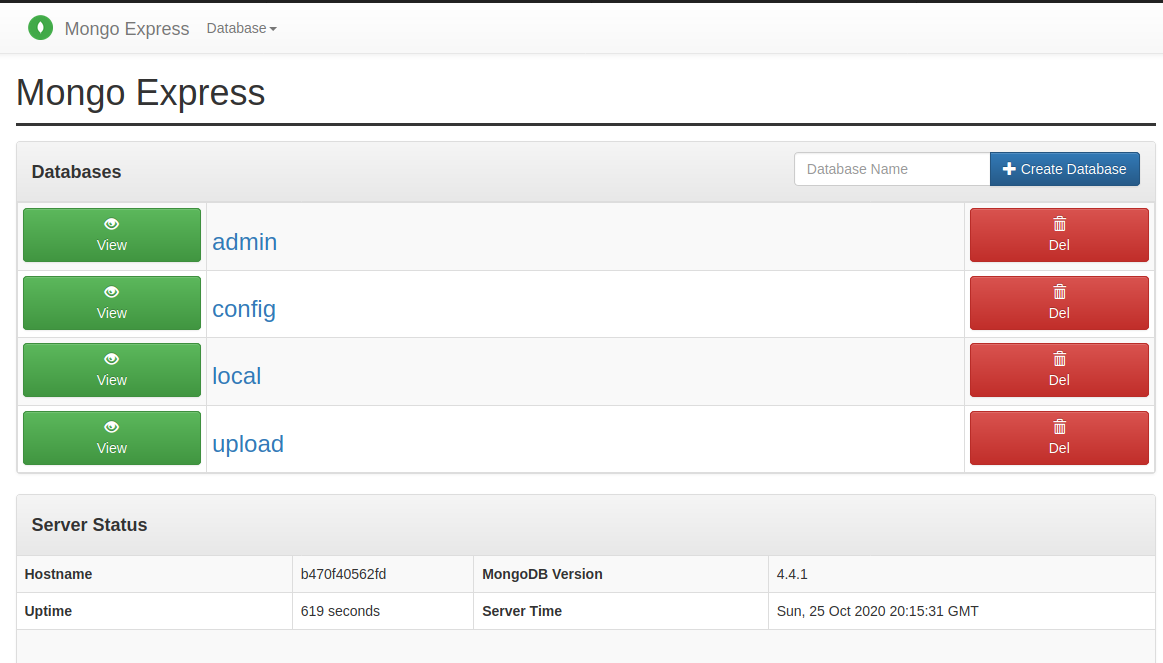 Mongo Express Database
Mongo Express
Databases Database Name Create Database
View admin Del
View config Del
View local Del
View upload Del
Server Status
Hostname b470f40562fd MongoDB Version 4.4.1
Uptime 619 seconds Server Time Sun, 25 Oct 2020 20:15:31 GMT